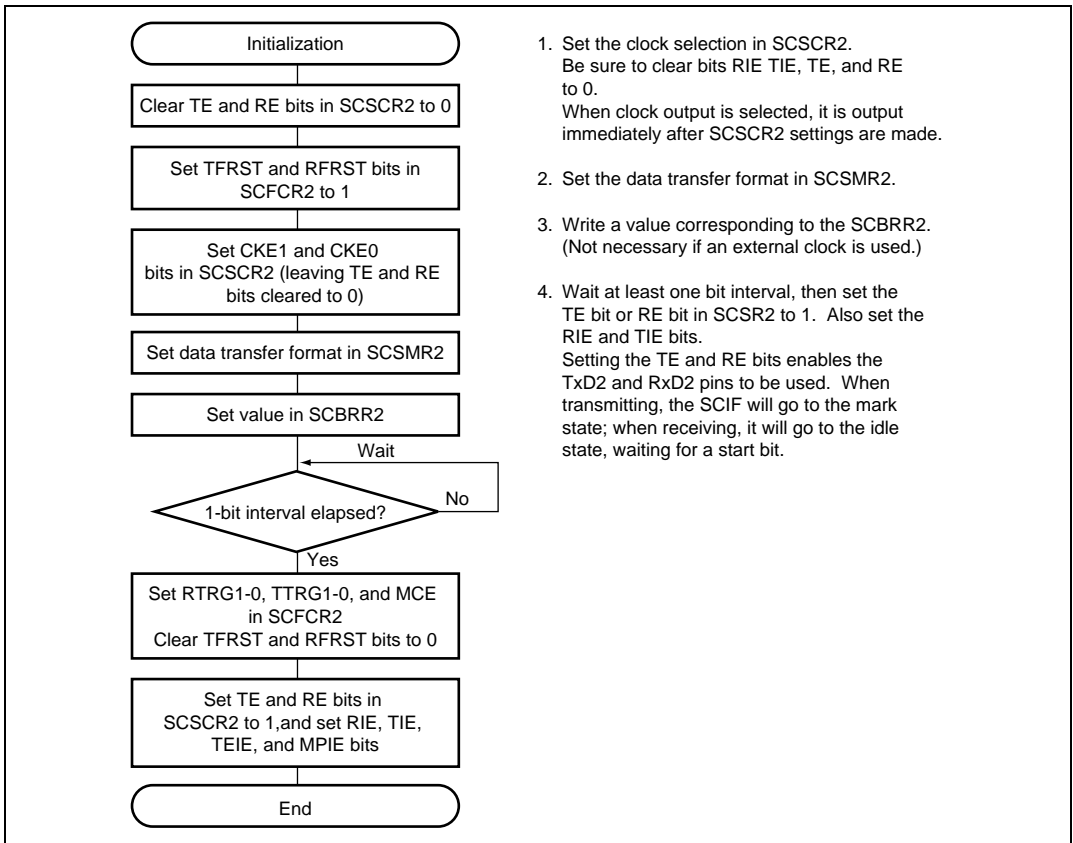 Initialization
Clear TE and RE bits in SCSCR2 to 0
Set TFRST and RFRST bits in
SCFCR2 to 1
Set CKE1 and CKE0
bits in SCSCR2 (leaving TE and RE
bits cleared to 0)
Set data transfer format in SCSMR2
Set value in SCBRR2
Wait
1-bit interval elapsed?
No
Yes
Set RTRG1-0, TTRG1-0, and MCE
in SCFCR2
Clear TFRST and RFRST bits to 0
Set TE and RE bits in
SCSCR2 to 1,and set RIE, TIE,
TEIE, and MPIE bits
End
1. Set the clock selection in SCSCR2.
Be sure to clear bits RIE TIE, TE, and RE
to 0.
When clock output is selected, it is output
immediately after SCSCR2 settings are made.
2. Set the data transfer format in SCSMR2.
3. Write a value corresponding to the SCBRR2.
(Not necessary if an external clock is used.)
4. Wait at least one bit interval, then set the
TE bit or RE bit in SCSR2 to 1. Also set the
RIE and TIE bits.
Setting the TE and RE bits enables the
TxD2 and RxD2 pins to be used. When
transmitting, the SCIF will go to the mark
state; when receiving, it will go to the idle
state, waiting for a start bit.